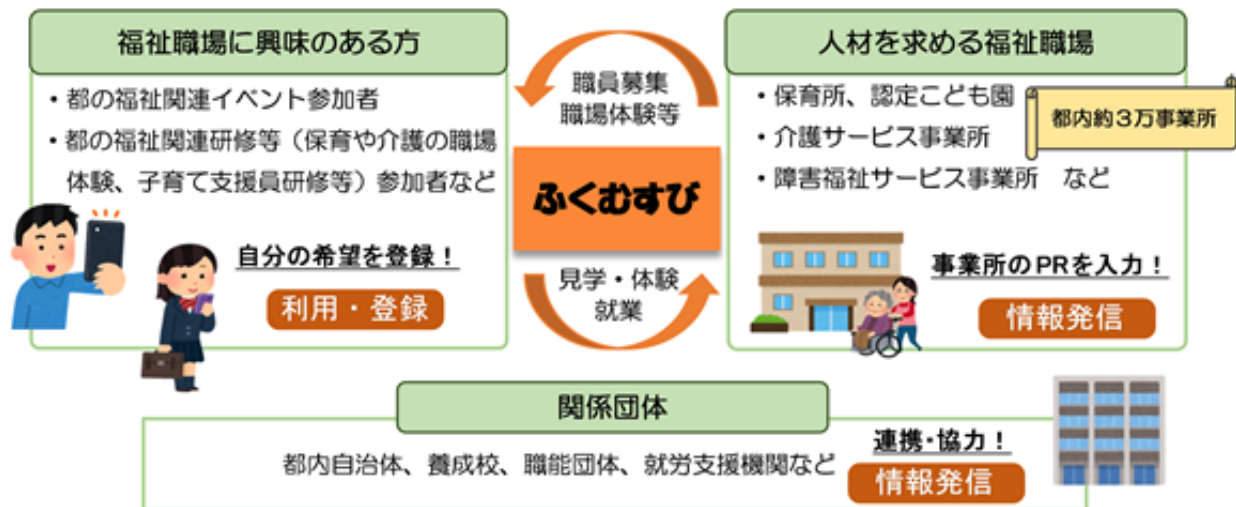 福祉職場に興味のある方
・都の福祉関連イベント参加者
・都の福祉関連研修等（保育や介護の職場
体験、子育て支援員研修等）参加者など
自分の希望を登録！
利用・登録
職員募集
職場体験等
ふくむすび
見学・体験
就業
人材を求める福祉職場
・保育所、認定こども園
・介護サービス事業所
・障害福祉サービス事業所　など
都内約３万事業所
事業所のPRを入力！
情報発信
関係団体
都内自治体、養成校、職能団体、就労支援機関など
連携・協力！
情報発信